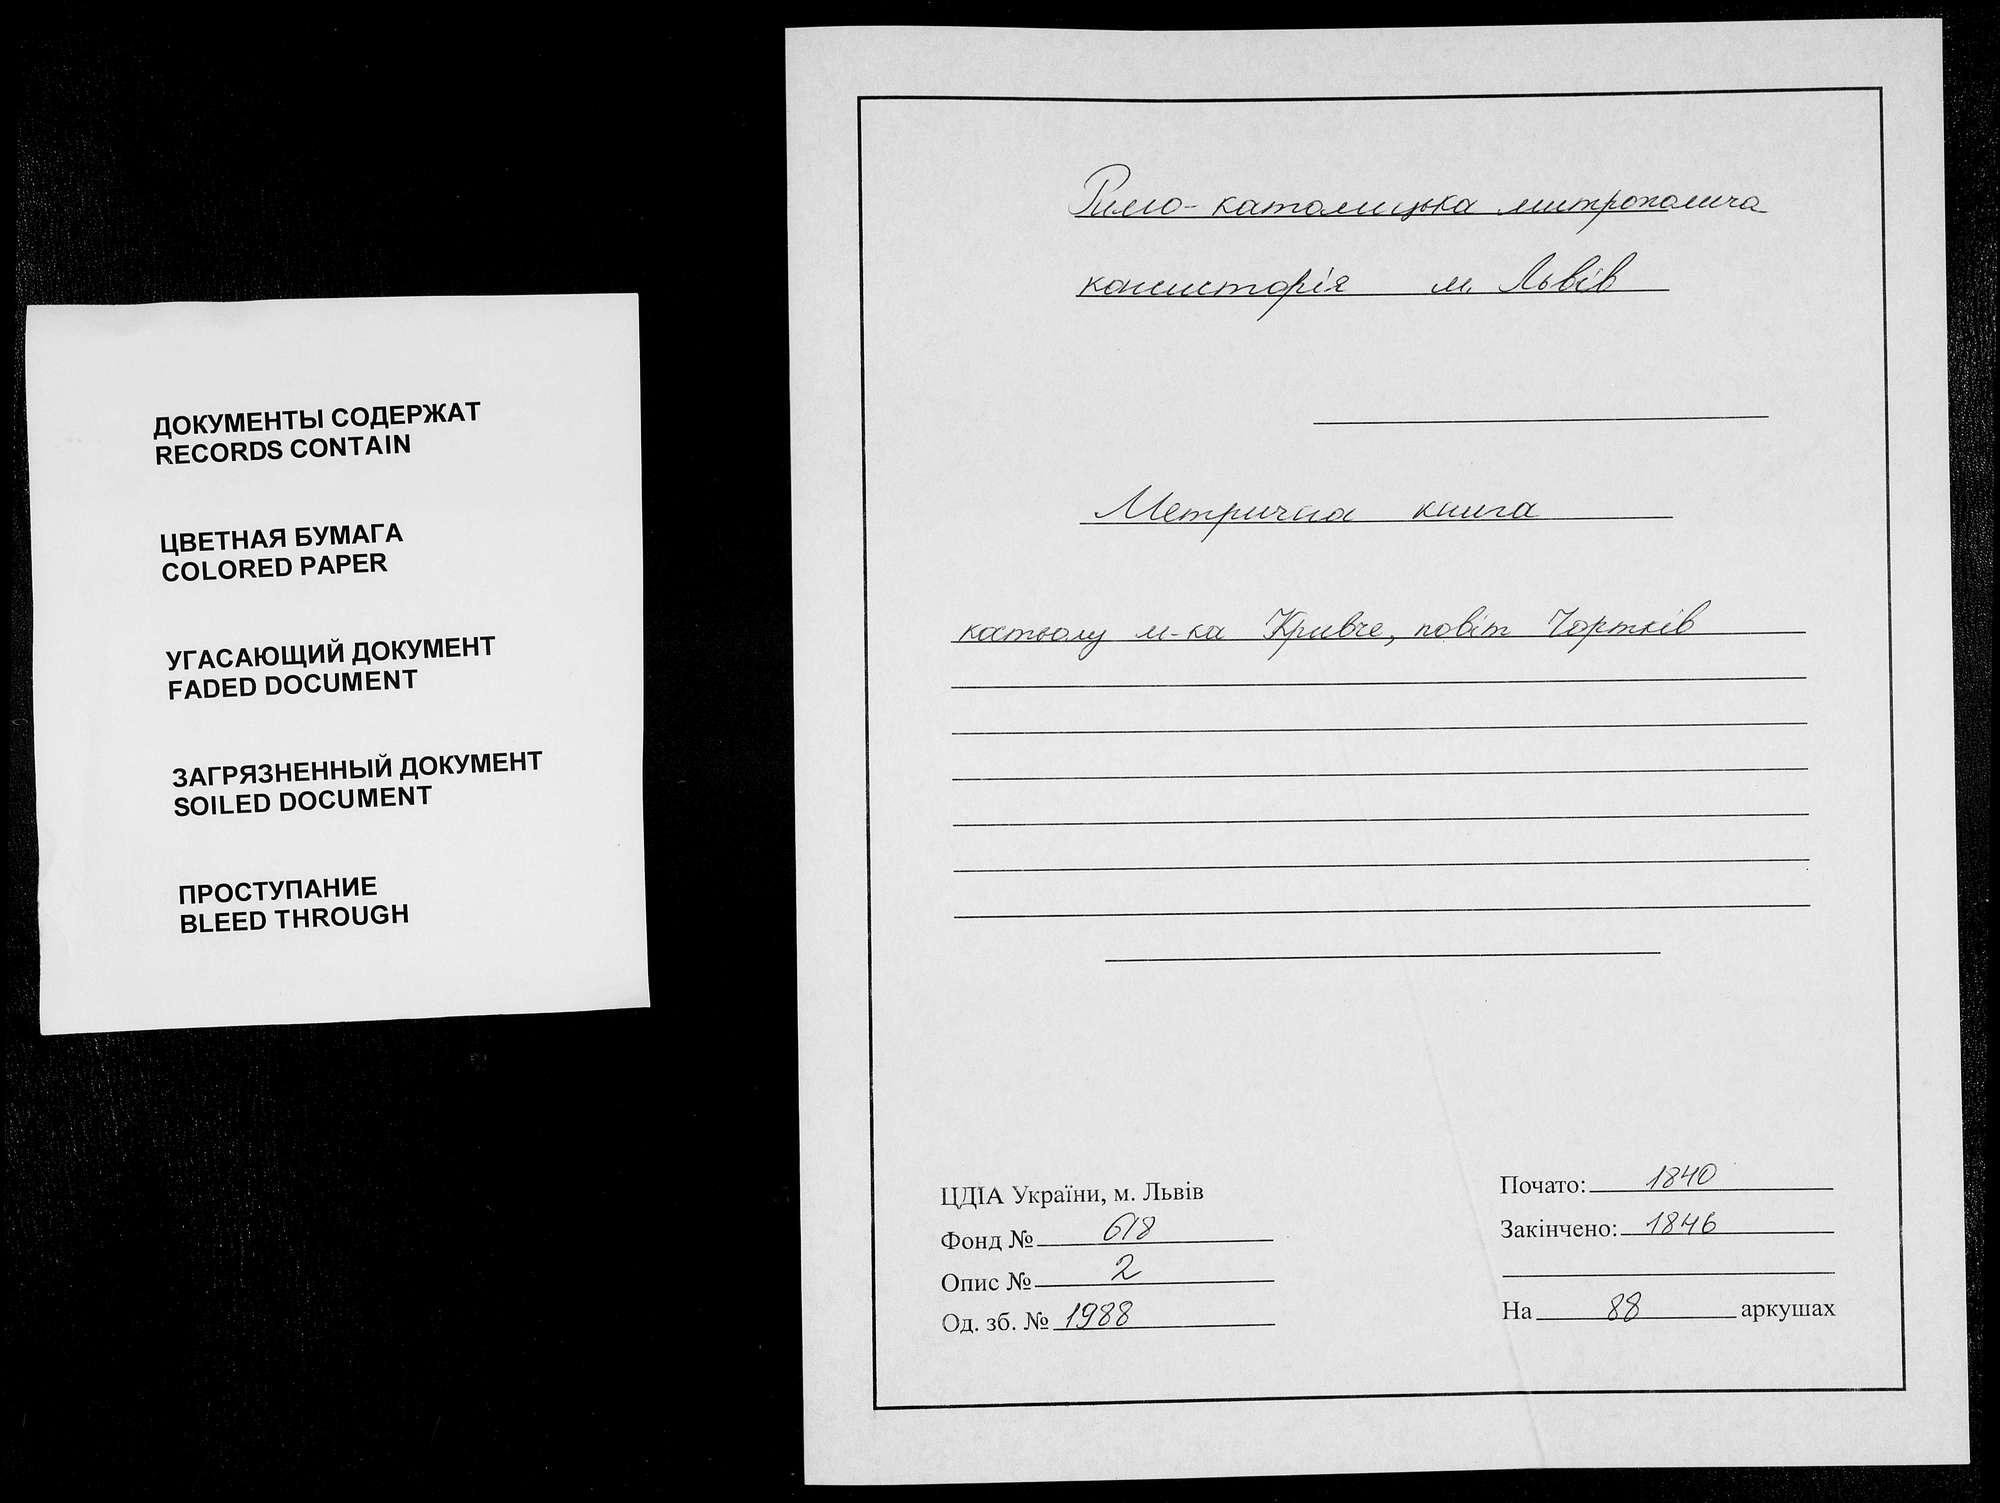 ДОКУМЕНТЫ СОДЕРЖАТ
RECORDS CONTAIN
ЦВЕТНАЯ БУМАГА
COLORED PAPER
УГАСАЮЩИЙ ДОКУМЕНТ
FADED DOCUMENT
ЗАГРЯЗНЕННЫЙ ДОКУМЕНТ
SOILED DOCUMENT
ПРОСТУПАНИЕ
BLEED THROUGH
Римо-католицька митрополича
консисторія м. Львів
Метрична книга
костьолу м-ка Кривче, повіт Чортків
ЦДІА України, м. Львів
Фонд № 618
Опис № 2
Од. зб. № 1988
Почато: 1840
Закінчено: 1846
На 88 аркушах